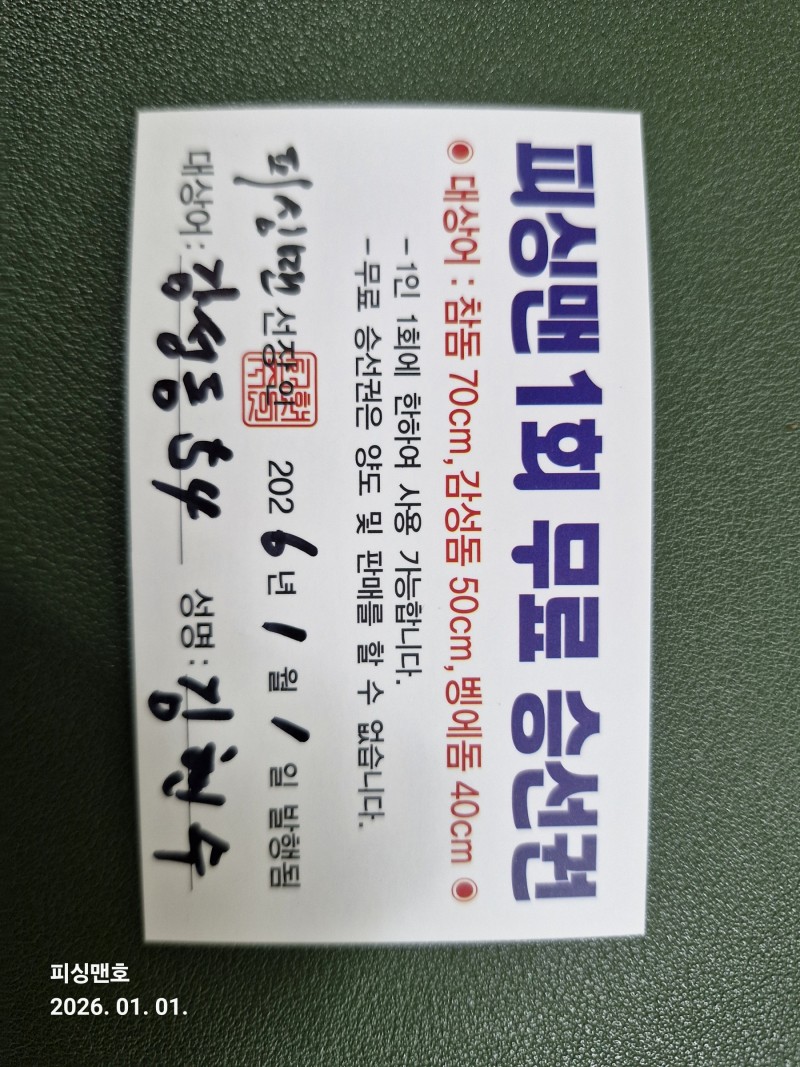 피싱맨 1회 무료 승선권
● 대상어 : 참돔 70cm, 감성돔 50cm, 벵에돔 40cm ●
- 1인 1회에 한하여 사용 가능합니다.
- 무료 승선권은 양도 및 판매를 할 수 없습니다.
피싱맨 선장 인 2026년 1월 1일 발행됨
대상어: 감성돔 54 성명: 김현수
피싱맨호
2026. 01. 01.